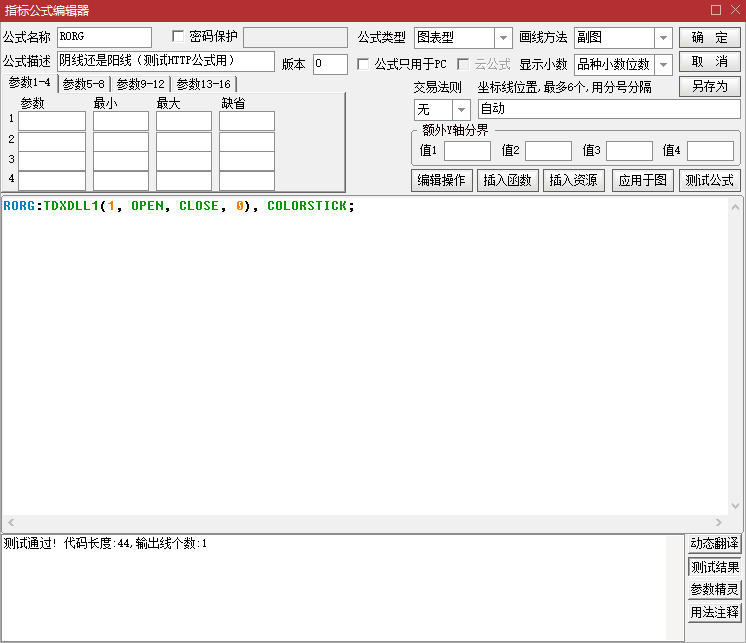 指标公式编辑器
公式名称 RORG 密码保护 公式类型 图表型 画线方法 副图 确 定
公式描述 阴线还是阳线（测试HTTP公式用） 版本 0 公式只用于PC 云公式 显示小数 品种小数位数 取 消
参数1-4 参数5-8 参数9-12 参数13-16 交易法则 坐标线位置,最多6个,用分号分隔 另存为
参数 最小 最大 缺省 无 自动
1
2
3
4
额外Y轴分界
值1 值2 值3 值4
编辑操作 插入函数 插入资源 应用于图 测试公式
RORG:TDXDLL1(1, OPEN, CLOSE, 0), COLORSTICK;
测试通过! 代码长度:44,输出线个数:1
动态翻译
测试结果
参数精灵
用法注释